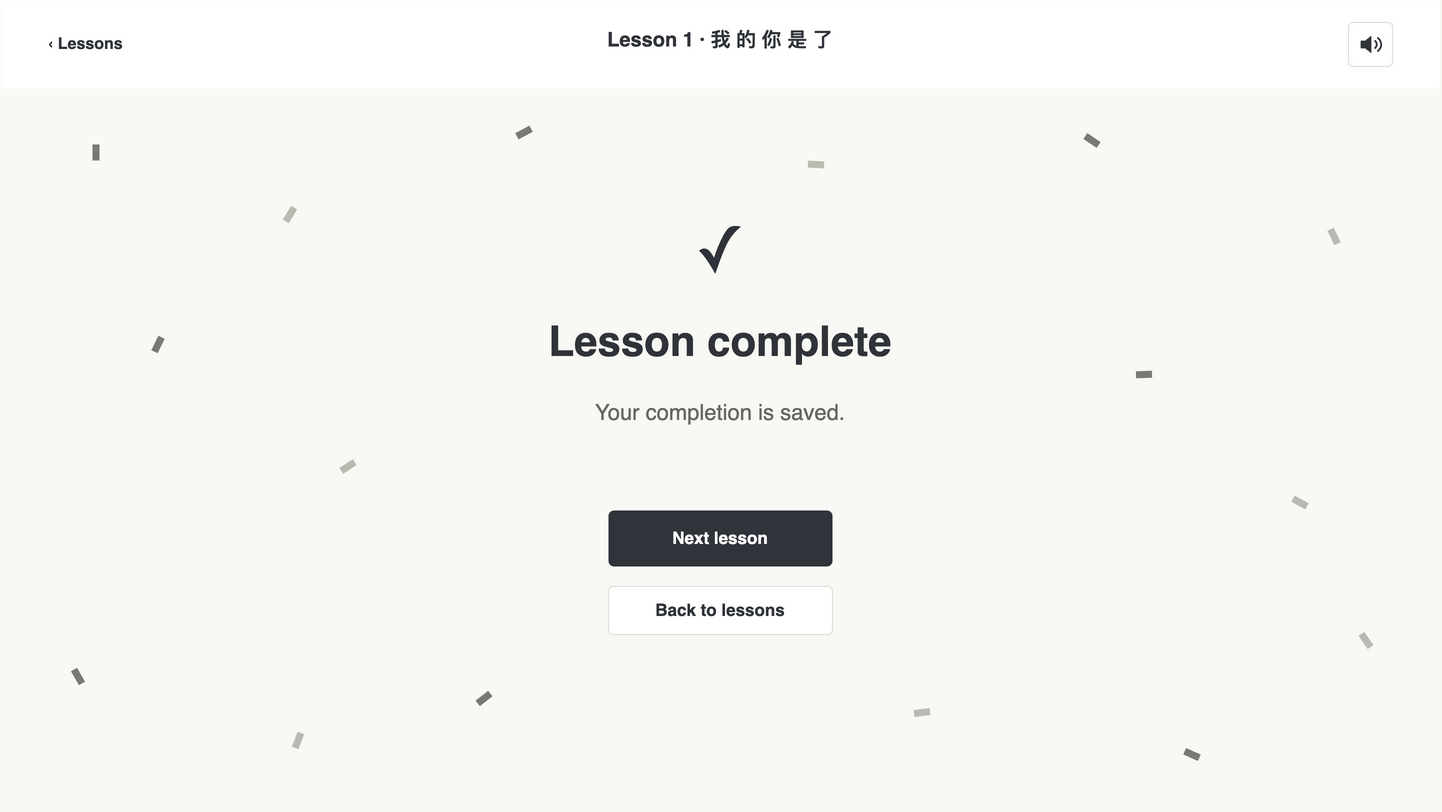 ‹ Lessons
Lesson 1 · 我 的 你 是 了
Lesson complete
Your completion is saved.
Next lesson
Back to lessons